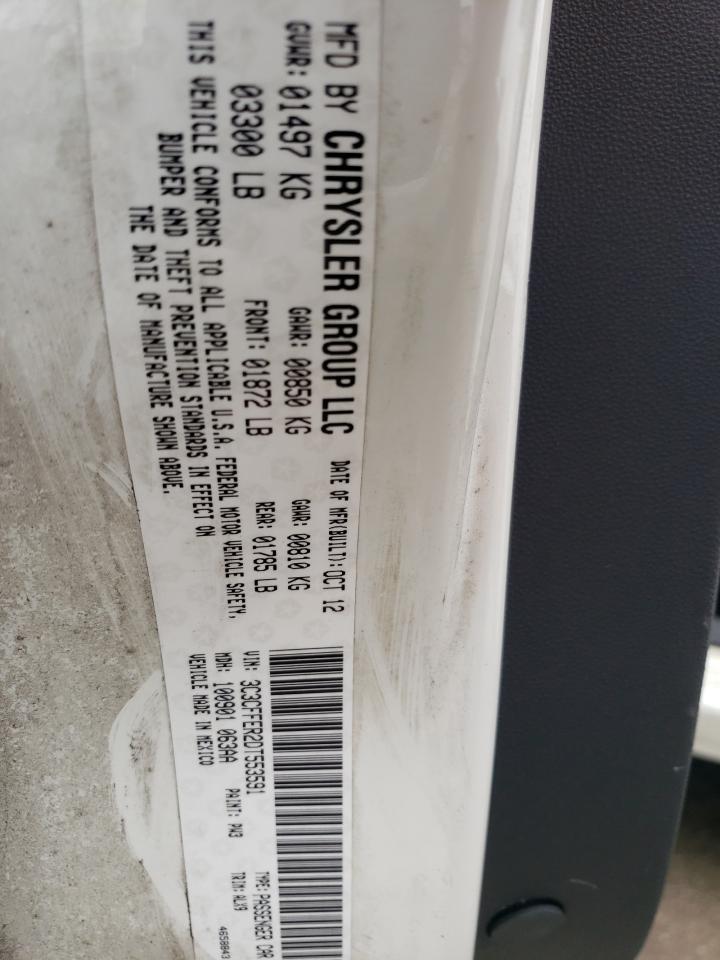 MFD BY CHRYSLER GROUP LLC DATE OF MFR(BUILT): OCT 12
GVWR: 01497 KG GAWR: 00850 KG GAWR: 00810 KG
03300 LB FRONT: 01872 LB REAR: 01785 LB
THIS VEHICLE CONFORMS TO ALL APPLICABLE U.S.A. FEDERAL MOTOR VEHICLE SAFETY,
BUMPER AND THEFT PREVENTION STANDARDS IN EFFECT ON
THE DATE OF MANUFACTURE SHOWN ABOVE.
VIN: 3C3CFFER2DT553591 TYPE: PASSENGER CAR
MDH: 100901 063AA PAINT: PW3 TRIM: ALX9
VEHICLE MADE IN MEXICO 4658843